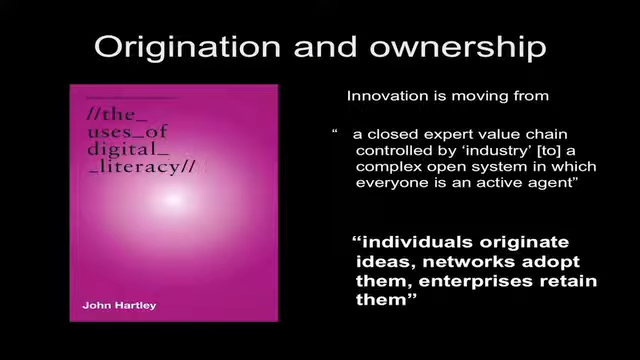 Origination and ownership
//the_
uses_of
digital_
_literacy//
John Hartley
Innovation is moving from
“ a closed expert value chain
controlled by ‘industry’ [to] a
complex open system in which
everyone is an active agent”
“individuals originate
ideas, networks adopt
them, enterprises retain
them”